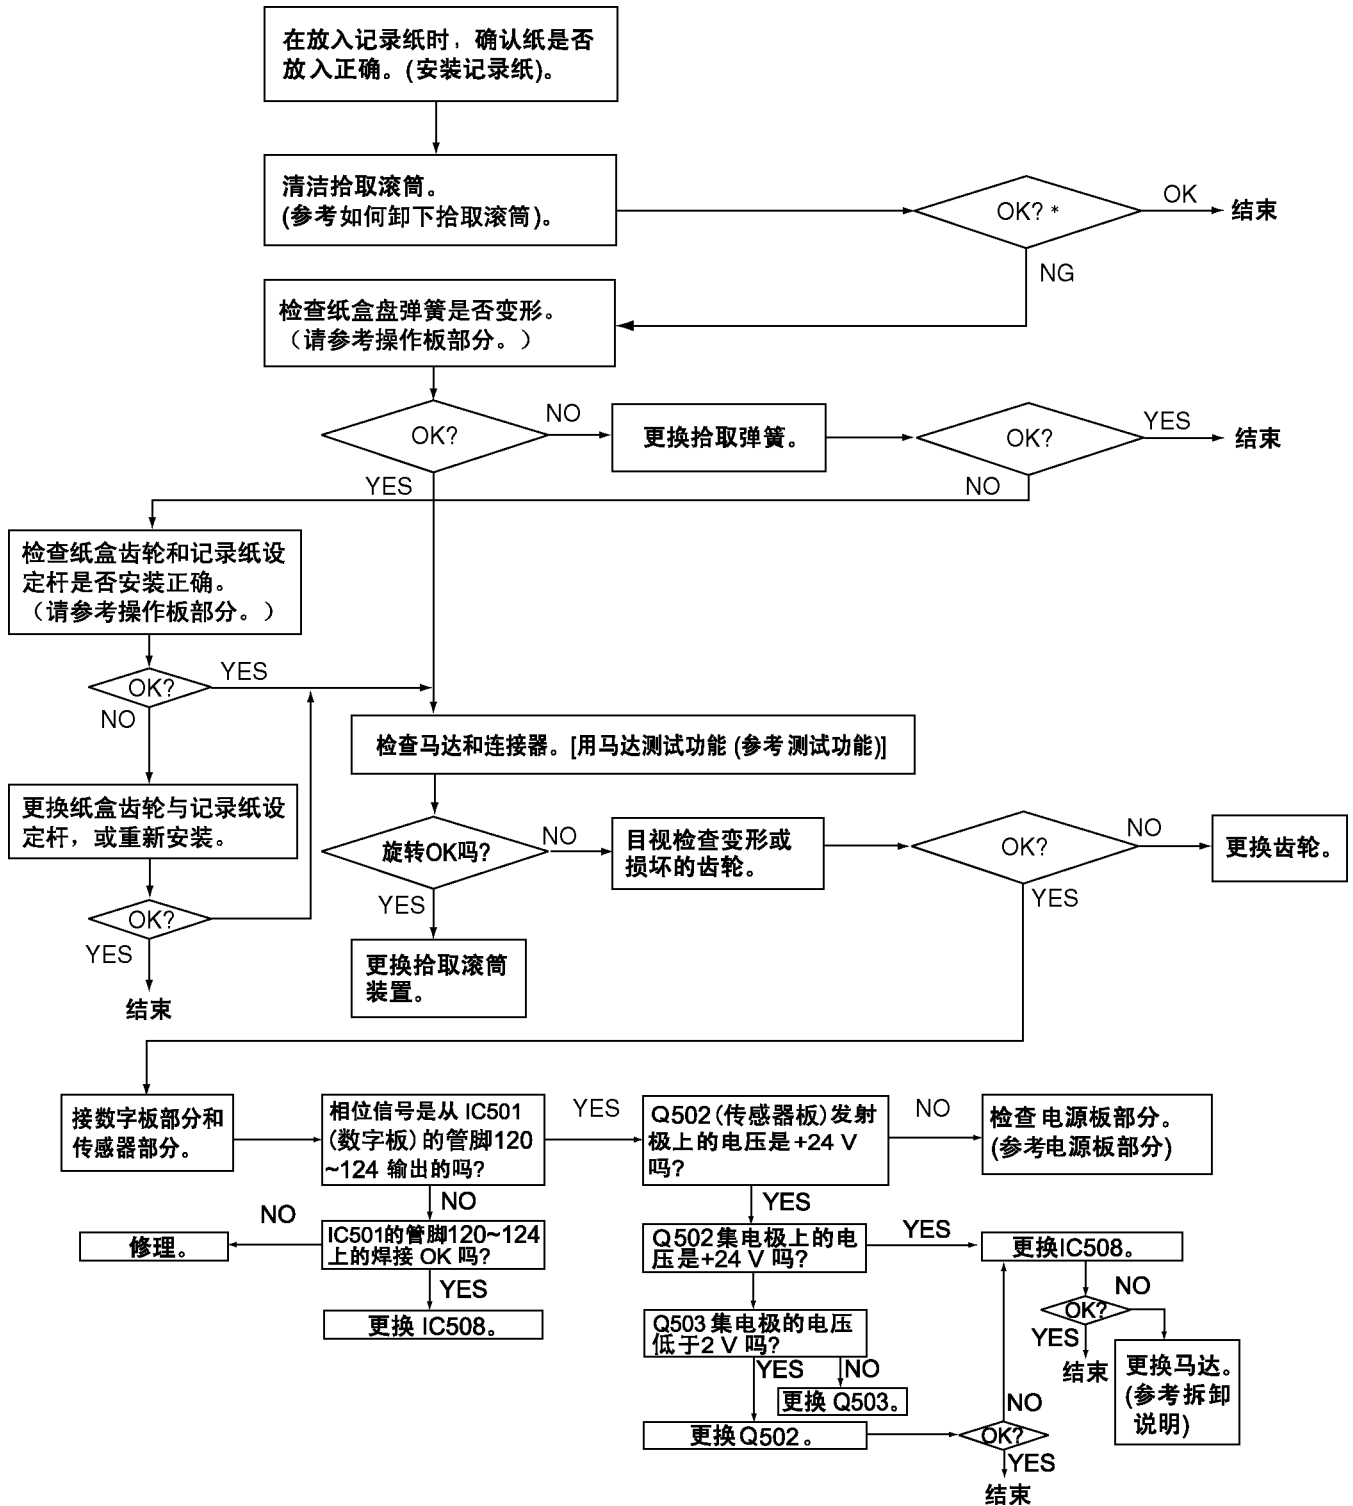 在放入记录纸时，确认纸是否
放入正确。(安装记录纸)。
清洁拾取滚筒。
(参考如何卸下拾取滚筒)。
OK? *
OK
结束
NG
检查纸盒盘弹簧是否变形。
（请参考操作板部分。）
OK?
NO
更换拾取弹簧。
OK?
YES
结束
YES
NO
检查纸盒齿轮和记录纸设
定杆是否安装正确。
（请参考操作板部分。）
OK?
YES
NO
检查马达和连接器。[用马达测试功能 (参考测试功能)]
更换纸盒齿轮与记录纸设
定杆，或重新安装。
旋转OK吗?
NO
目视检查变形或
损坏的齿轮。
OK?
NO
更换齿轮。
YES
YES
OK?
YES
结束
更换拾取滚筒
装置。
接数字板部分和
传感器部分。
相位信号是从 IC501
(数字板) 的管脚120
~124 输出的吗?
YES
Q502 (传感器板) 发射
极上的电压是 +24 V
吗?
NO
检查电源板部分。
(参考电源板部分)
NO
YES
NO
修理。
IC501的管脚120~124
上的焊接 OK 吗?
Q502 集电极上的电
压是+24 V 吗?
YES
更换IC508。
YES
更换 IC508。
NO
OK?
YES
结束
更换马达。
(参考拆卸
说明)
Q503 集电极的电压
低于2 V 吗?
YES
NO
更换 Q503。
更换Q502。
NO
OK?
YES
结束